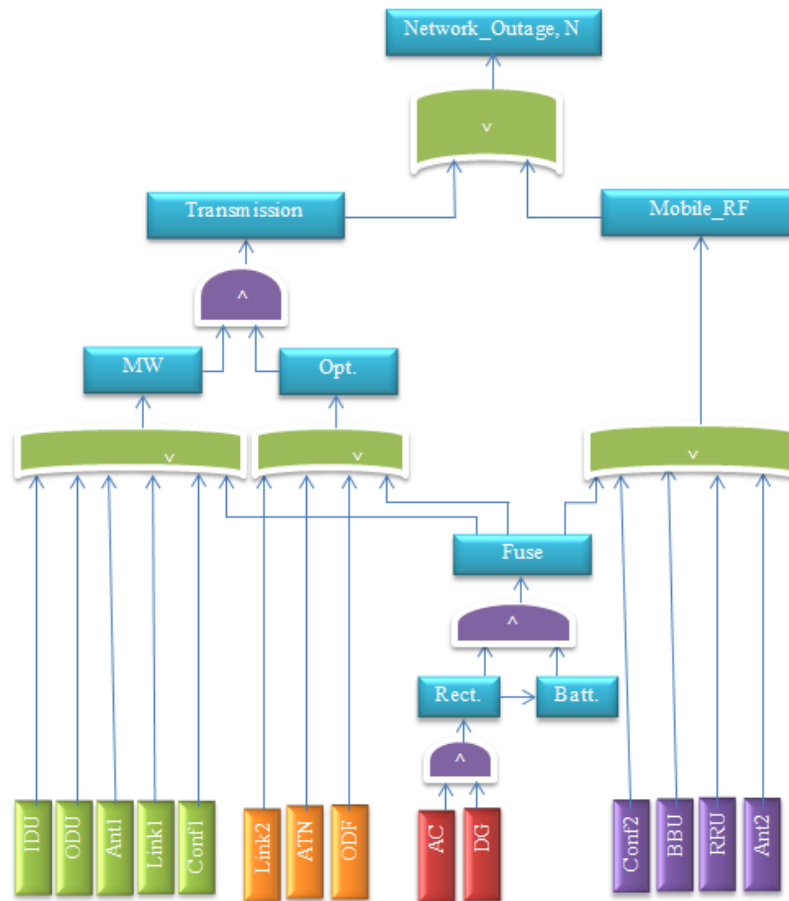 Network_Outage, N
v
Transmission
Mobile_RF
^
MW
Opt.
v
v
v
Fuse
^
Rect.
Batt.
^
IDU
ODU
Ant1
Link1
Conf1
Link2
ATN
ODF
AC
DG
Conf2
BBU
RRU
Ant2